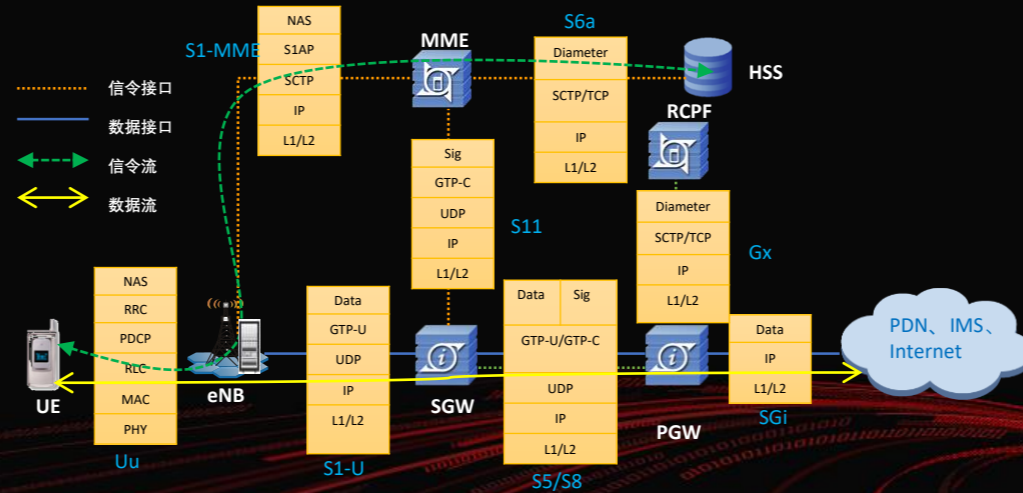 S6a
NAS
S1-MME
S1AP
SCTP
IP
L1/L2
MME
Diameter
SCTP/TCP
IP
L1/L2
HSS
RCPF
信令接口
数据接口
信令流
数据流
Sig
GTP-C
UDP
IP
L1/L2
S11
Diameter
SCTP/TCP
IP
L1/L2
Gx
NAS
RRC
PDCP
RLC
MAC
PHY
Uu
UE
eNB
Data
GTP-U
UDP
IP
L1/L2
S1-U
SGW
Data Sig
GTP-U/GTP-C
UDP
IP
L1/L2
S5/S8
PGW
Data
IP
L1/L2
SGi
PDN、IMS、
Internet